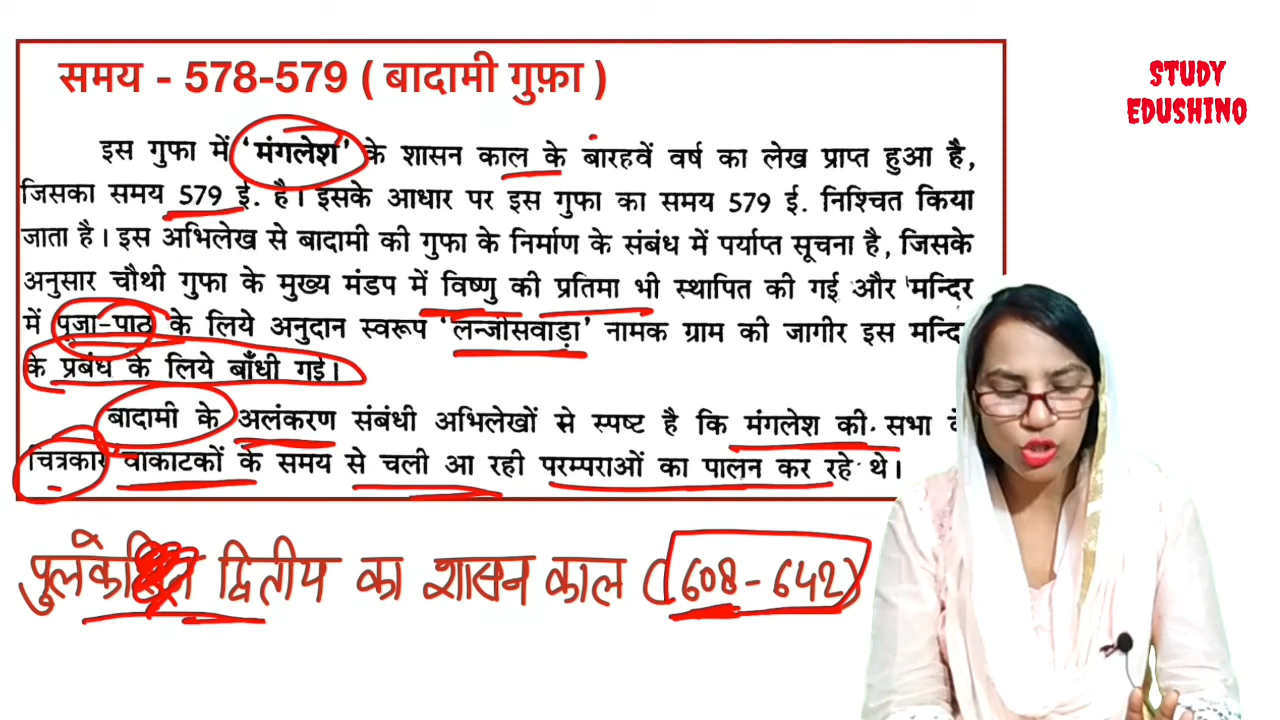 समय - 578-579 ( बादामी गुफ़ा )
STUDY
EDUSHINO
इस गुफा में 'मंगलेश' के शासन काल के बारहवें वर्ष का लेख प्राप्त हुआ है,
जिसका समय 579 ई. है। इसके आधार पर इस गुफा का समय 579 ई. निश्चित किया
जाता है। इस अभिलेख से बादामी की गुफा के निर्माण के संबंध में पर्याप्त सूचना है, जिसके
अनुसार चौथी गुफा के मुख्य मंडप में विष्णु की प्रतिमा भी स्थापित की गई और मन्दिर
में पूजा-पाठ के लिये अनुदान स्वरूप 'लन्जीसवाड़ा' नामक ग्राम की जागीर इस
के प्रबंध के लिये बाँधी गई।
बादामी के अलंकरण संबंधी अभिलेखों से स्पष्ट है कि मंगलेश की सभा
चित्रकार वाकाटकों के समय से चली आ रही परम्पराओं का पालन कर रहे थे।
द्वितीय का शासन काल (608-642)